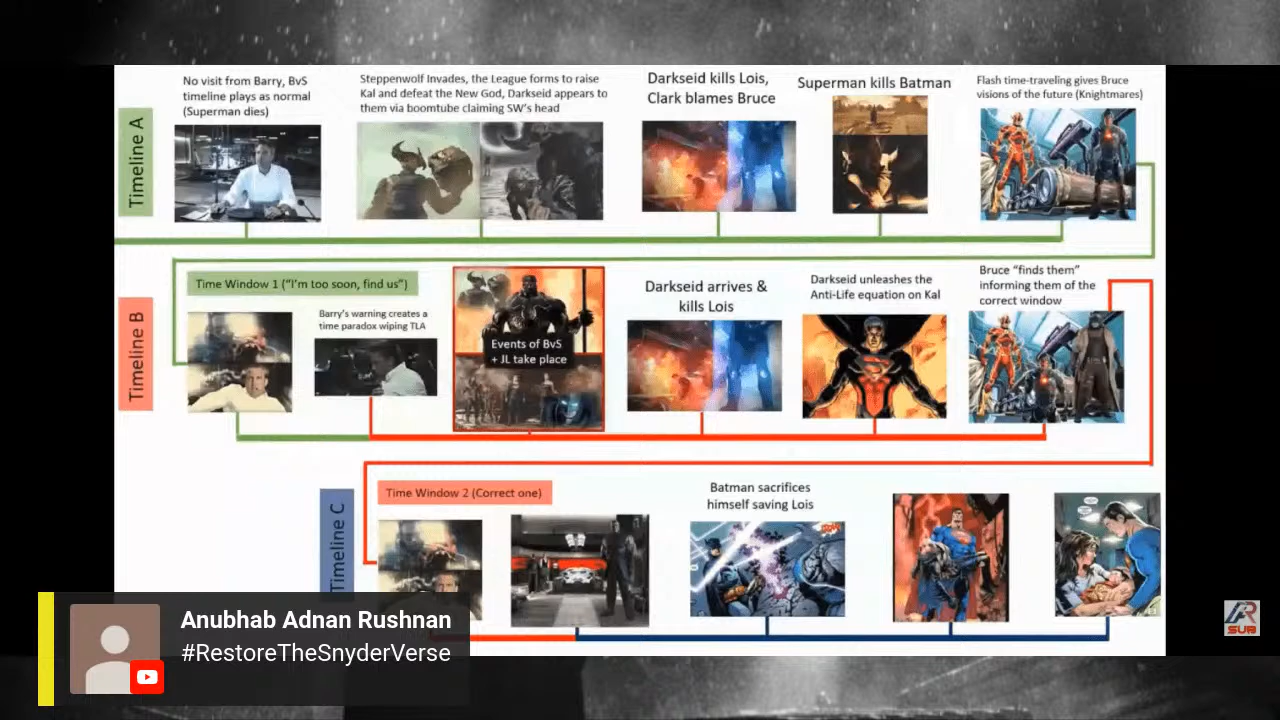 Timeline A
No visit from Barry, BvS
timeline plays as normal
(Superman dies)
Steppenwolf Invades, the League forms to raise
Kal and defeat the New God, Darkseid appears to
them via boomtube claiming SW's head
Darkseid kills Lois,
Clark blames Bruce
Superman kills Batman
Flash time-traveling gives Bruce
visions of the future (Knightmares)
Timeline B
Time Window 1 ("I'm too soon, find us")
Barry's warning creates a
time paradox wiping TLA
Events of BvS
+ JL take place
Darkseid arrives &
kills Lois
Darkseid unleashes the
Anti-Life equation on Kal
Bruce "finds them"
informing them of the
correct window
Timeline C
Time Window 2 (Correct one)
Batman sacrifices
himself saving Lois
Anubhab Adnan Rushnan
#RestoreTheSnyderVerse
SUB